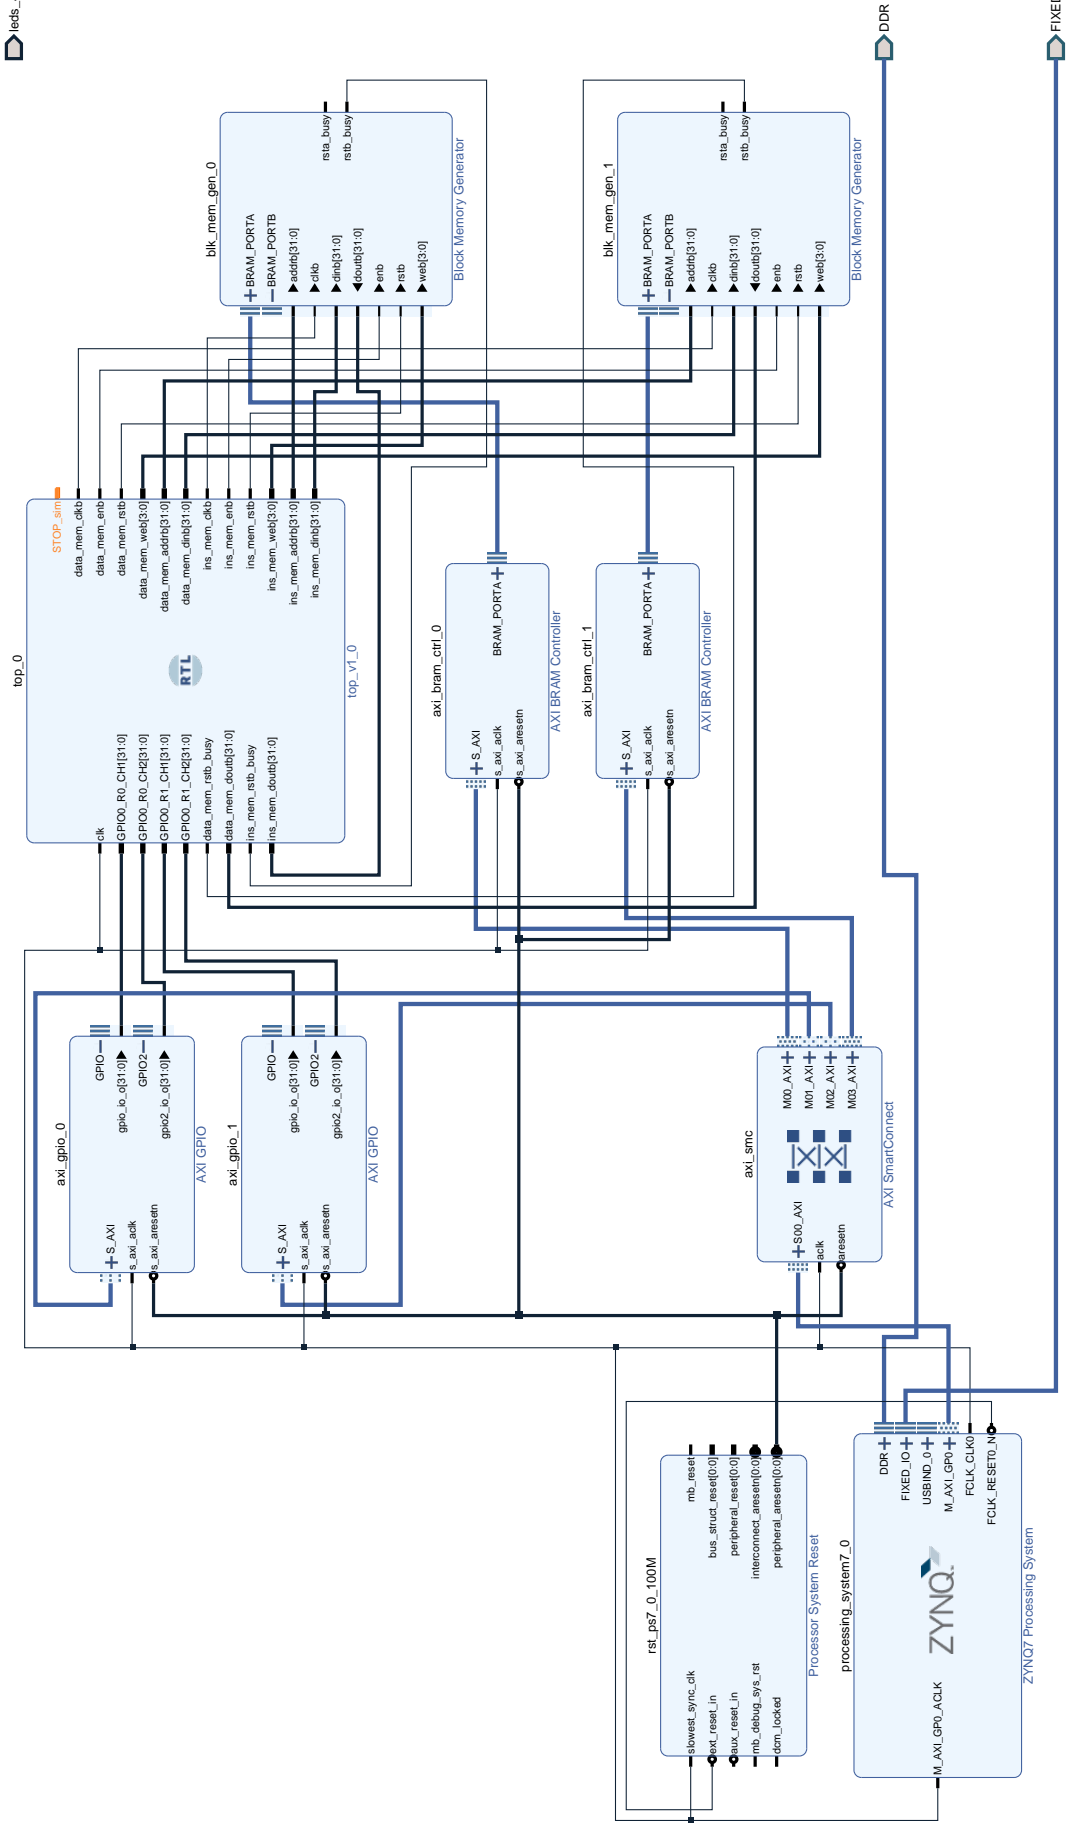 leds_
DDR
FIXED
rst_ps7_0_100M
slowest_sync_clk
ext_reset_in
aux_reset_in
mb_debug_sys_rst
dcm_locked
mb_reset
bus_struct_reset[0:0]
peripheral_reset[0:0]
interconnect_aresetn[0:0]
peripheral_aresetn[0:0]
Processor System Reset
processing_system7_0
M_AXI_GP0_ACLK
ZYNQ
DDR
FIXED_IO
USBIND_0
M_AXI_GP0
FCLK_CLK0
FCLK_RESET0_N
ZYNQ7 Processing System
axi_gpio_0
S_AXI
s_axi_aclk
s_axi_aresetn
GPIO
gpio_io_o[31:0]
GPIO2
gpio2_io_o[31:0]
AXI GPIO
axi_gpio_1
S_AXI
s_axi_aclk
s_axi_aresetn
GPIO
gpio_io_o[31:0]
GPIO2
gpio2_io_o[31:0]
AXI GPIO
axi_smc
S00_AXI
aclk
aresetn
M00_AXI
M01_AXI
M02_AXI
M03_AXI
AXI SmartConnect
top_0
clk
GPIO0_R0_CH1[31:0]
GPIO0_R0_CH2[31:0]
GPIO0_R1_CH1[31:0]
GPIO0_R1_CH2[31:0]
data_mem_rstb_busy
data_mem_doutb[31:0]
ins_mem_rstb_busy
ins_mem_doutb[31:0]
RTL
STOP_sim
data_mem_clkb
data_mem_enb
data_mem_rstb
data_mem_web[3:0]
data_mem_addrb[31:0]
data_mem_dinb[31:0]
ins_mem_clkb
ins_mem_enb
ins_mem_rstb
ins_mem_web[3:0]
ins_mem_addrb[31:0]
ins_mem_dinb[31:0]
top_v1_0
axi_bram_ctrl_0
S_AXI
s_axi_aclk
s_axi_aresetn
BRAM_PORTA
AXI BRAM Controller
axi_bram_ctrl_1
S_AXI
s_axi_aclk
s_axi_aresetn
BRAM_PORTA
AXI BRAM Controller
blk_mem_gen_0
BRAM_PORTA
BRAM_PORTB
addrb[31:0]
clkb
dinb[31:0]
doutb[31:0]
enb
rstb
web[3:0]
rsta_busy
rstb_busy
Block Memory Generator
blk_mem_gen_1
BRAM_PORTA
BRAM_PORTB
addrb[31:0]
clkb
dinb[31:0]
doutb[31:0]
enb
rstb
web[3:0]
rsta_busy
rstb_busy
Block Memory Generator